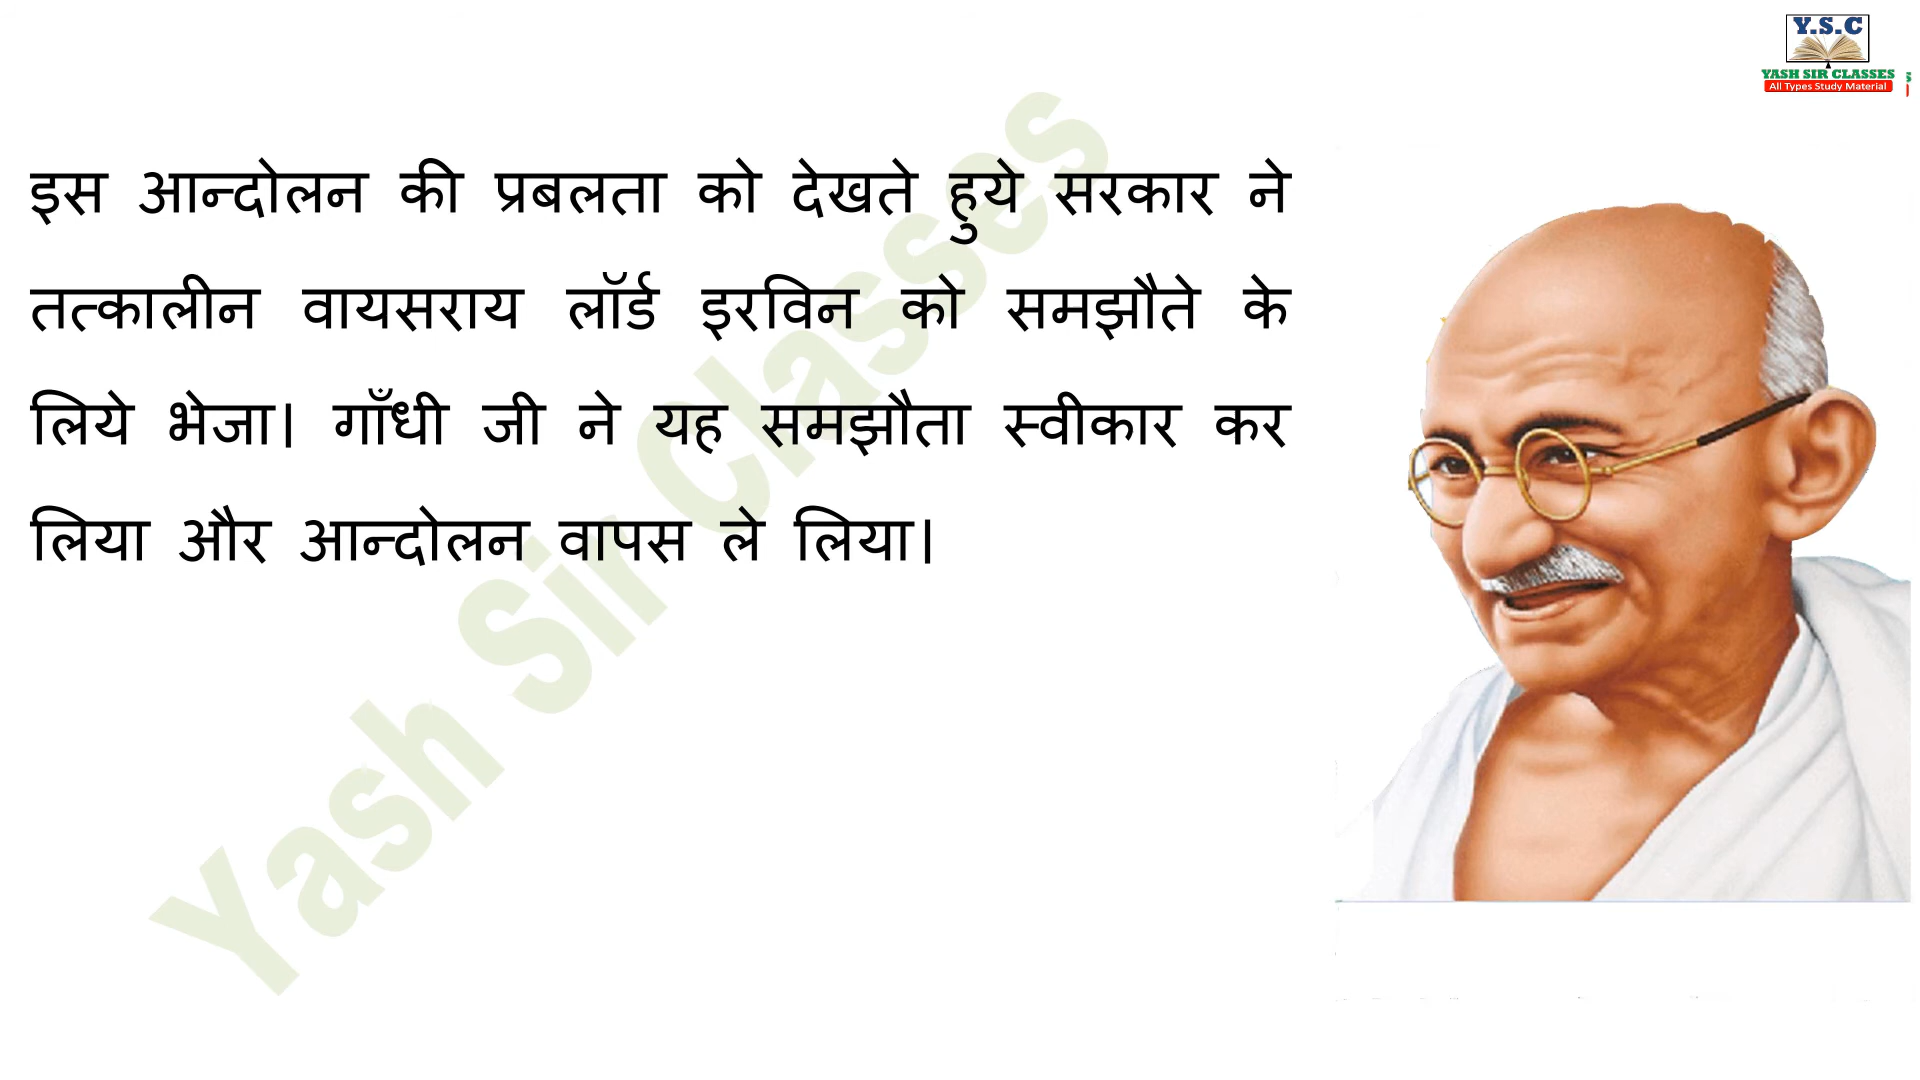 Y.S.C
YASH SIR CLASSES
All Types Study Material
इस आन्दोलन की प्रबलता को देखते हुये सरकार ने
तत्कालीन वायसराय लॉर्ड इरविन को समझौते के
लिये भेजा। गाँधी जी ने यह समझौता स्वीकार कर
लिया और आन्दोलन वापस ले लिया।
Yash Sir Classes